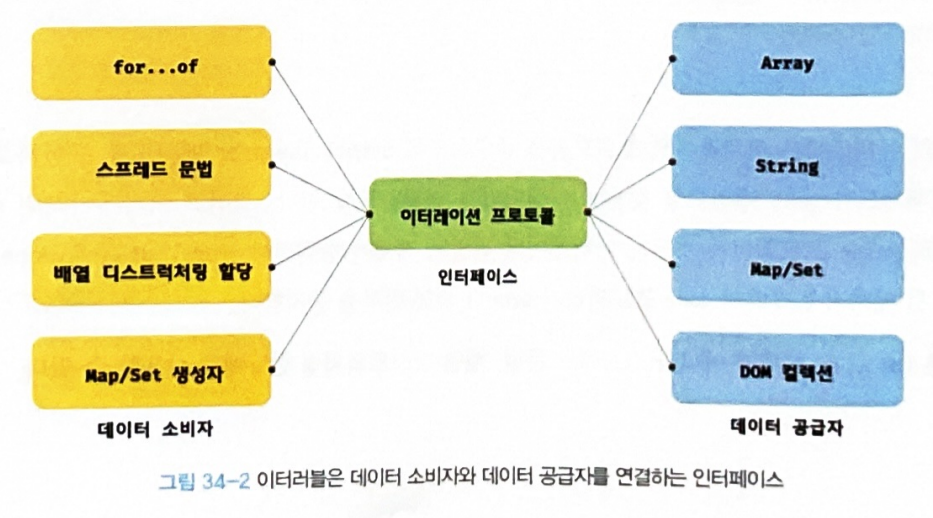 for...of
스프레드 문법
배열 디스트럭처링 할당
Map/Set 생성자
데이터 소비자
이터레이션 프로토콜
인터페이스
Array
String
Map/Set
DOM 컬렉션
데이터 공급자
그림 34-2 이터러블은 데이터 소비자와 데이터 공급자를 연결하는 인터페이스